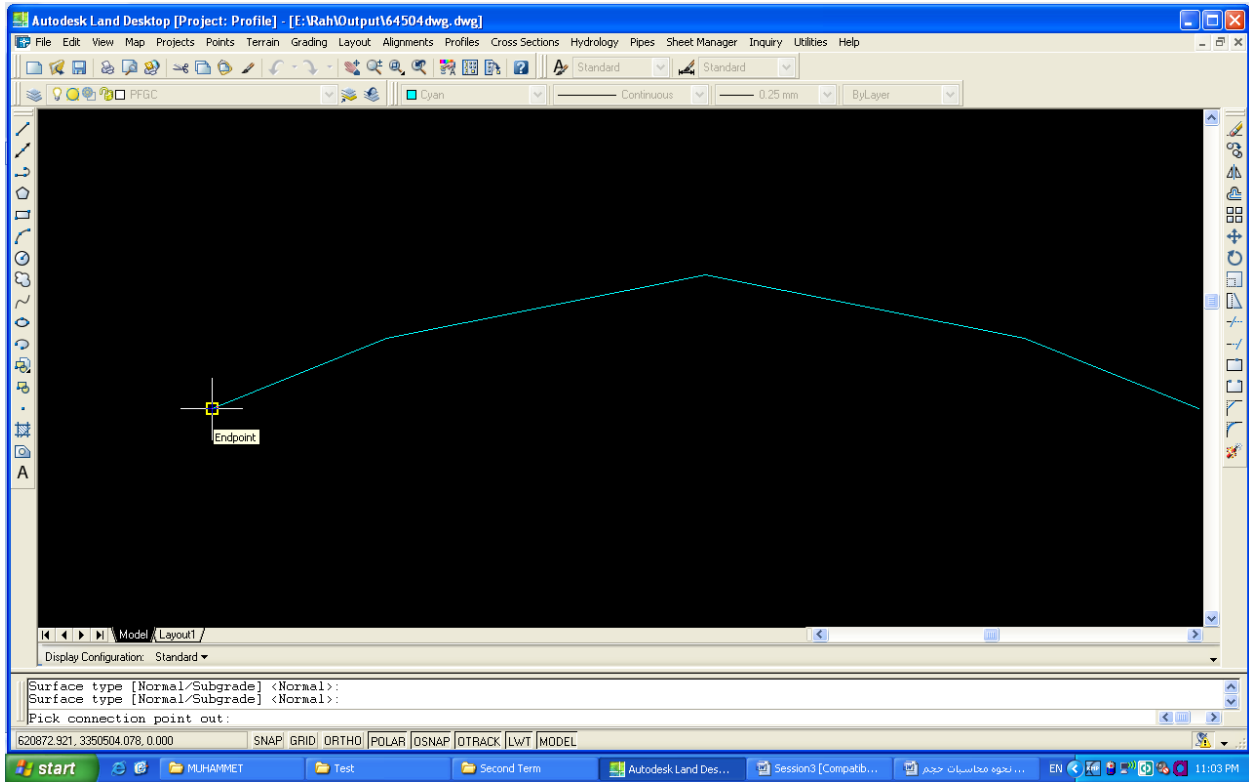 Autodesk Land Desktop [Project: Profile] - [E:\Rah\Output\64504dwg.dwg]
File Edit View Map Projects Points Terrain Grading Layout Alignments Profiles Cross Sections Hydrology Pipes Sheet Manager Inquiry Utilities Help
Standard Standard
PFGC Cyan Continuous 0.25 mm ByLayer
Endpoint
A
Model Layout1
Display Configuration: Standard
Surface type [Normal/Subgrade] <Normal>:
Surface type [Normal/Subgrade] <Normal>:
Pick connection point out:
620872.921, 3350504.078, 0.000 SNAP GRID ORTHO POLAR OSNAP OTRACK LWT MODEL
start MUHAMMET Test Second Term Autodesk Land Des... Session3 [Compatib... نحوه محاسبات حجم ... EN 11:03 PM